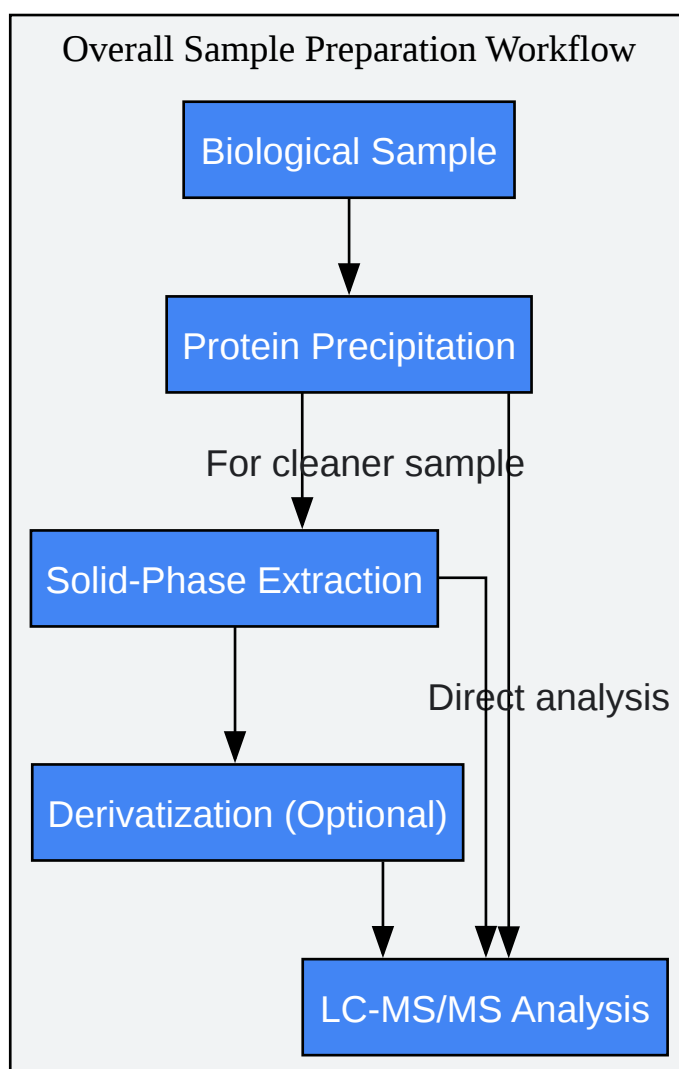 Overall Sample Preparation Workflow
Biological Sample
Protein Precipitation
For cleaner sample
Solid-Phase Extraction
Direct analysis
Derivatization (Optional)
LC-MS/MS Analysis